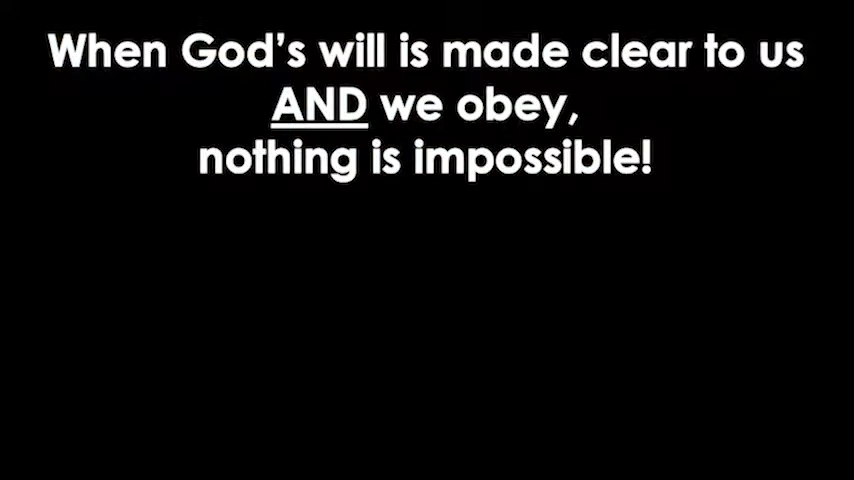 When God's will is made clear to us
AND we obey,
nothing is impossible!